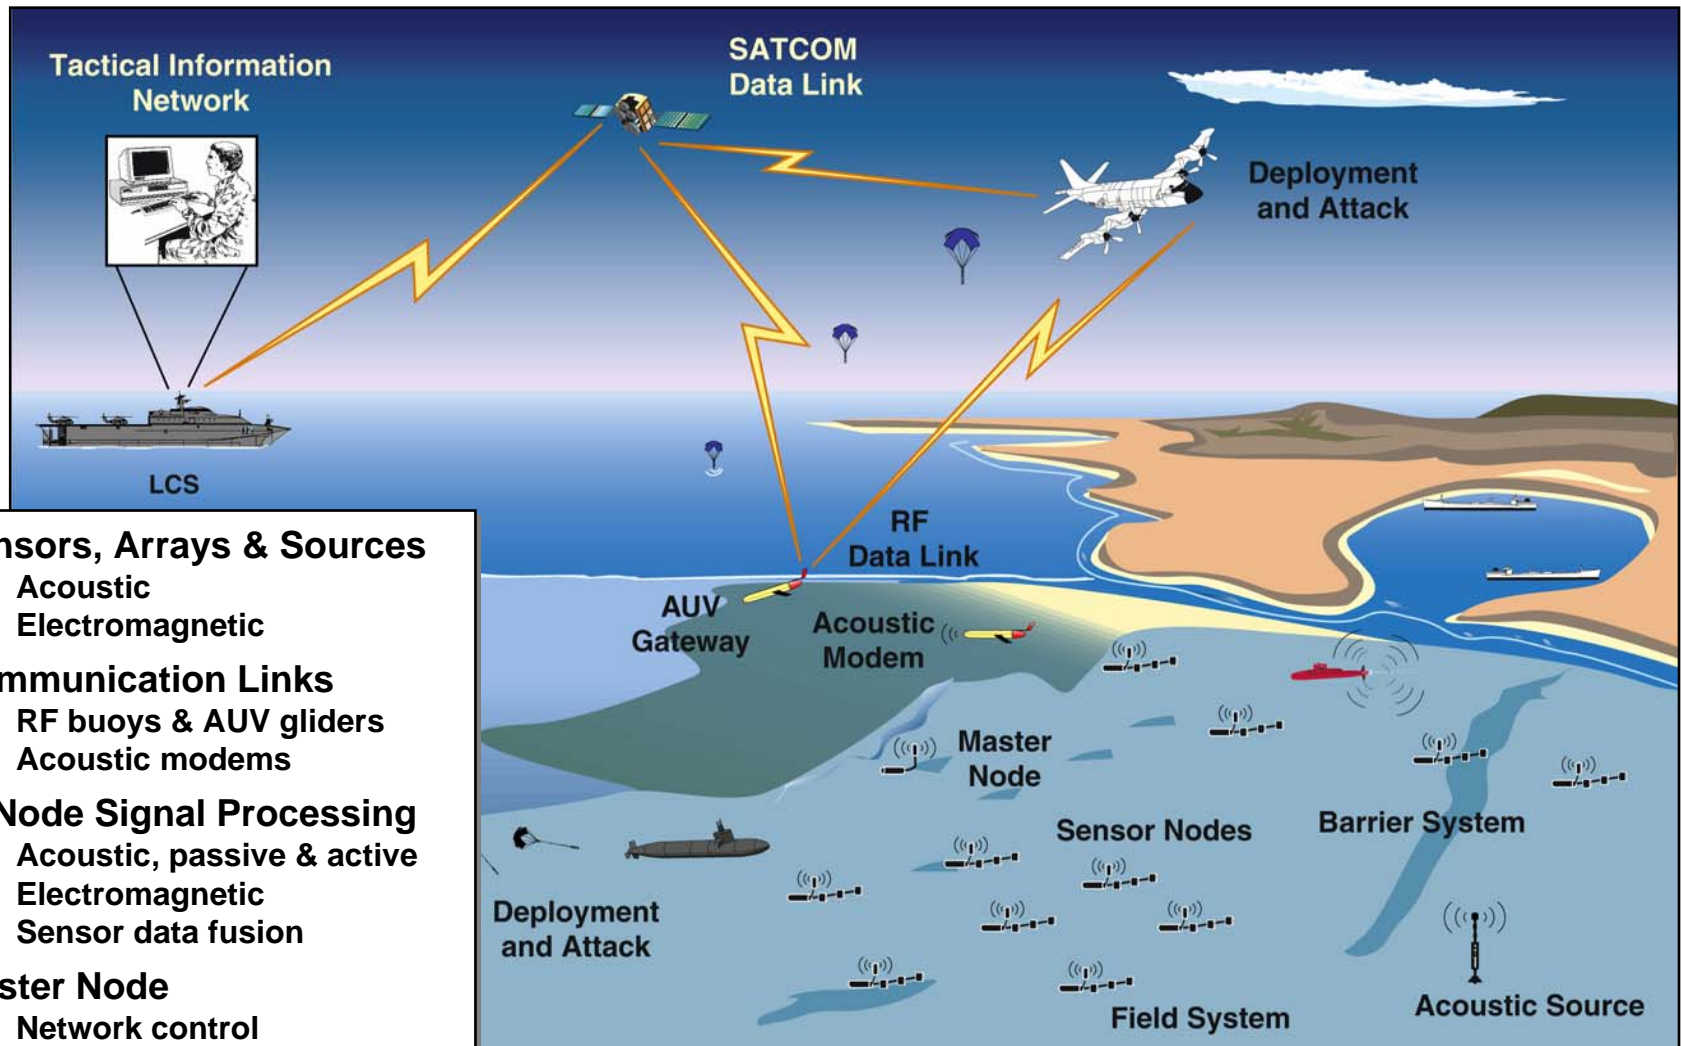 Tactical Information
Network
SATCOM
Data Link
Deployment
and Attack
LCS
RF
Data Link
AUV
Gateway
Acoustic
Modem
Master
Node
Sensor Nodes
Barrier System
Deployment
and Attack
Field System
Acoustic Source
nsors, Arrays & Sources
Acoustic
Electromagnetic
mmunication Links
RF buoys & AUV gliders
Acoustic modems
Node Signal Processing
Acoustic, passive & active
Electromagnetic
Sensor data fusion
ster Node
Network control